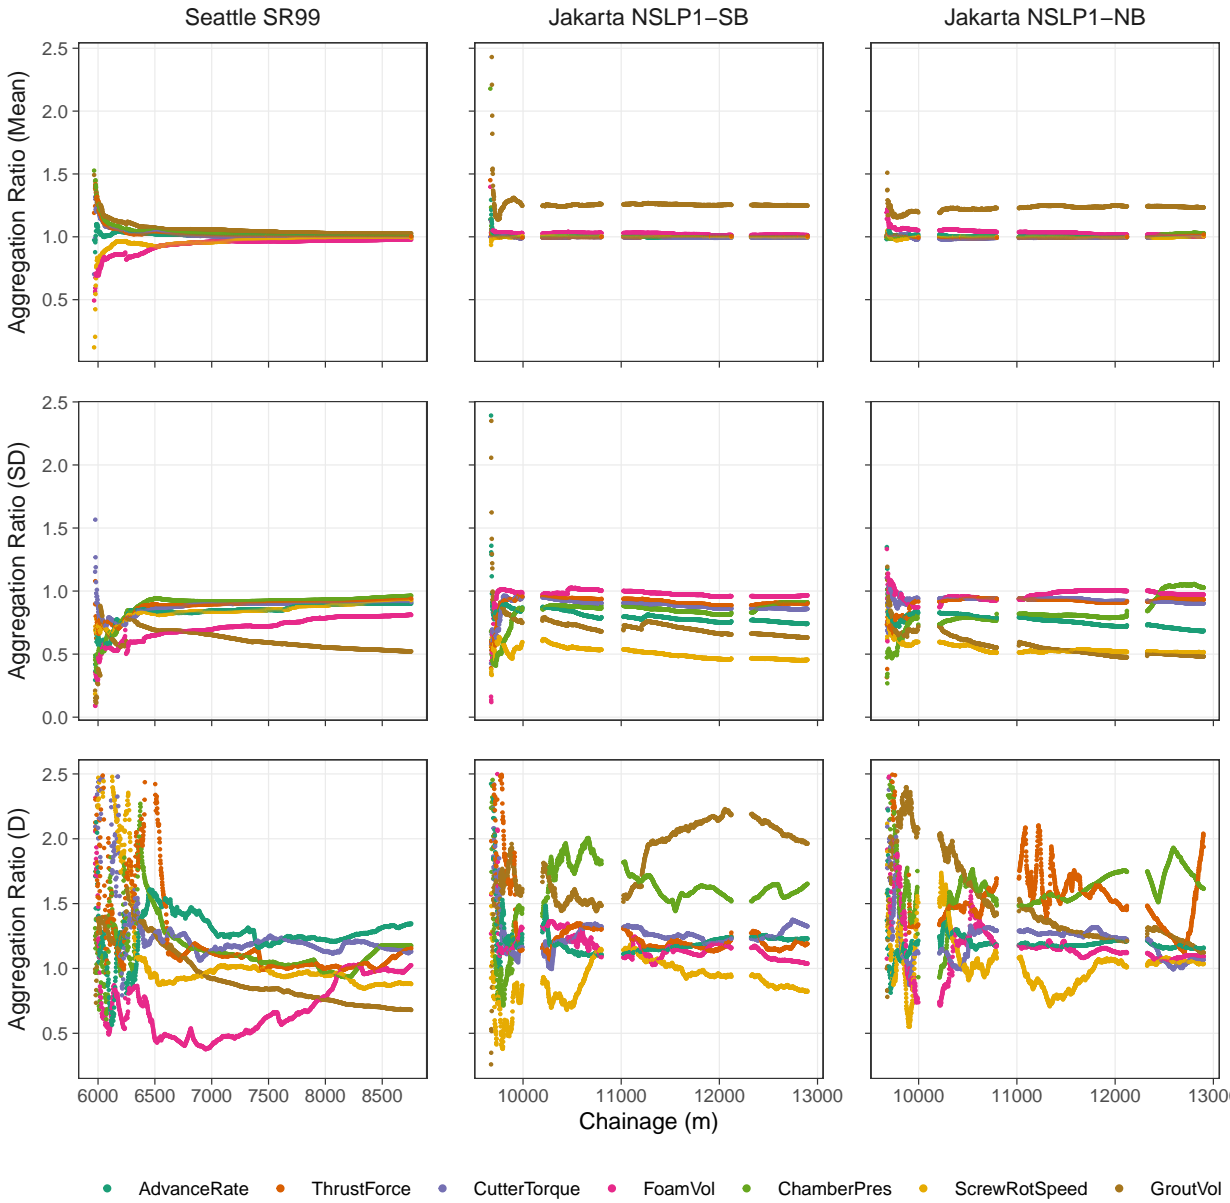 Seattle SR99 Jakarta NSLP1−SB Jakarta NSLP1−NB
Aggregation Ratio (Mean)
2.5
2.0
1.5
1.0
0.5
Aggregation Ratio (SD)
2.5
2.0
1.5
1.0
0.5
0.0
Aggregation Ratio (D)
2.5
2.0
1.5
1.0
0.5
6000 6500 7000 7500 8000 8500 10000 11000 12000 13000 10000 11000 12000 1300
Chainage (m)
AdvanceRate ThrustForce CutterTorque FoamVol ChamberPres ScrewRotSpeed GroutVol